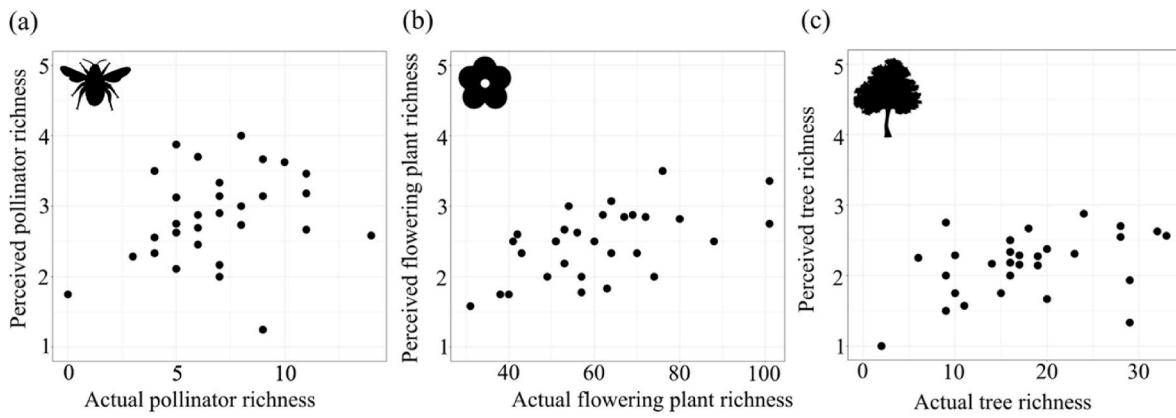 (a)
Perceived pollinator richness
5
4
3
2
1
0 5 10
Actual pollinator richness
(b)
Perceived flowering plant richness
5
4
3
2
1
40 60 80 100
Actual flowering plant richness
(c)
Perceived tree richness
5
4
3
2
1
0 10 20 30
Actual tree richness